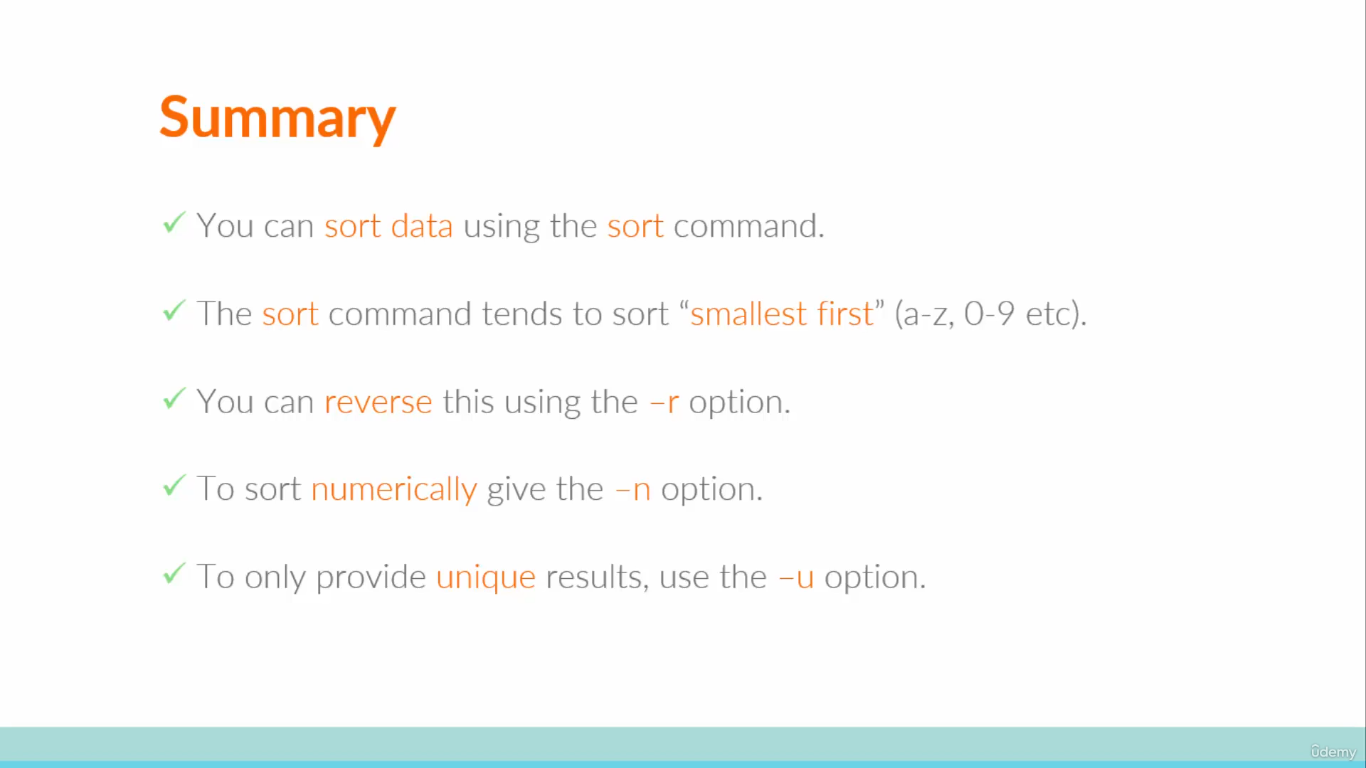 Summary
✓ You can sort data using the sort command.
✓ The sort command tends to sort “smallest first” (a-z, 0-9 etc).
✓ You can reverse this using the –r option.
✓ To sort numerically give the –n option.
✓ To only provide unique results, use the –u option.
ûdemy